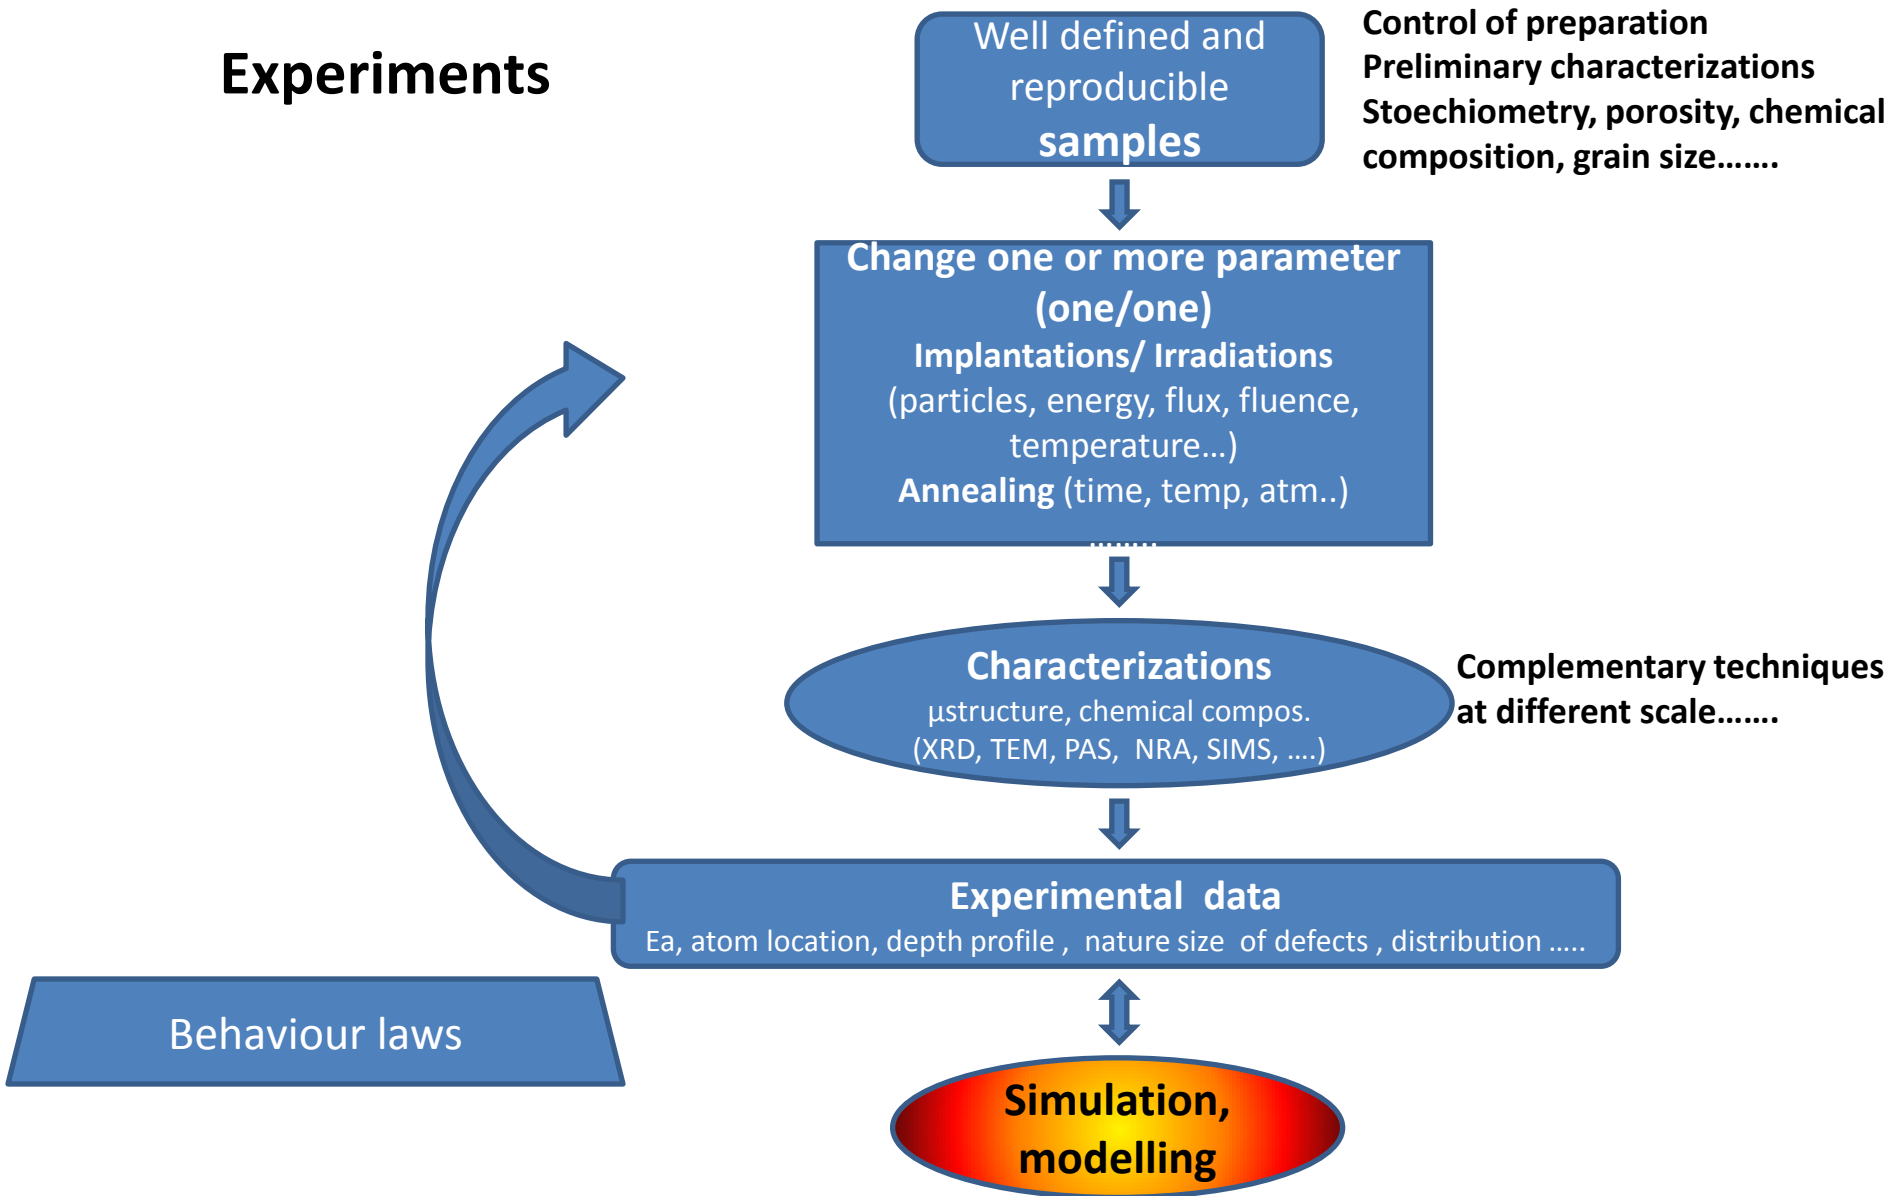 Experiments
Well defined and
reproducible
samples
Control of preparation
Preliminary characterizations
Stoechiometry, porosity, chemical
composition, grain size…….
Change one or more parameter
(one/one)
Implantations/ Irradiations
(particles, energy, flux, fluence,
temperature…)
Annealing (time, temp, atm..)
……..
Characterizations
µstructure, chemical compos.
(XRD, TEM, PAS,  NRA, SIMS, ….)
Complementary techniques
at different scale…….
Experimental  data
Ea, atom location, depth profile ,  nature size  of defects , distribution …..
Behaviour laws
Simulation,
modelling